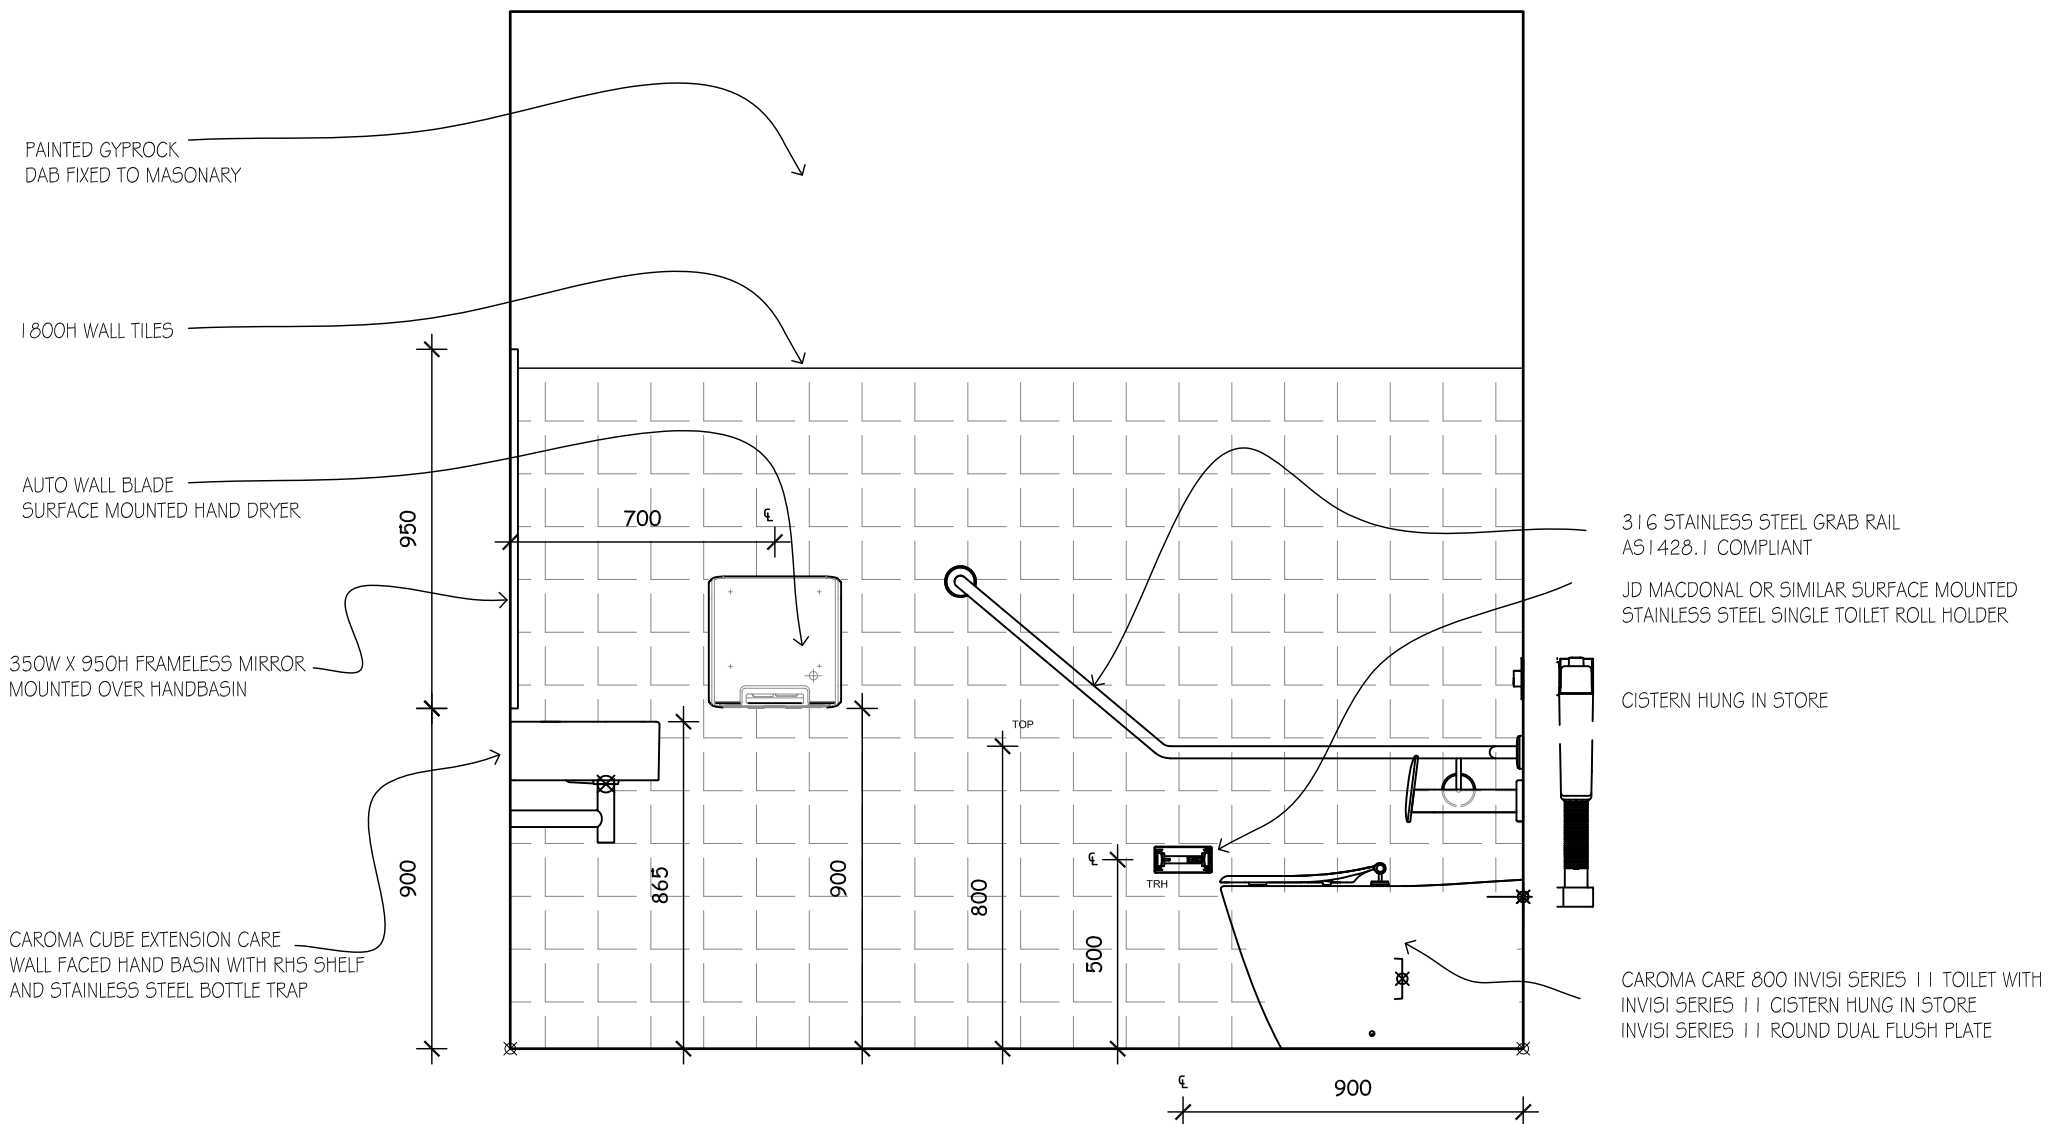 PAINTED GYPROCK
DAB FIXED TO MASONARY
1800H WALL TILES
AUTO WALL BLADE
SURFACE MOUNTED HAND DRYER
350W X 950H FRAMELESS MIRROR
MOUNTED OVER HANDBASIN
CAROMA CUBE EXTENSION CARE
WALL FACED HAND BASIN WITH RHS SHELF
AND STAINLESS STEEL BOTTLE TRAP
950
900
700
℄
865
900
TOP
800
℄
500
TRH
℄
900
316 STAINLESS STEEL GRAB RAIL
AS1428.1 COMPLIANT
JD MACDONAL OR SIMILAR SURFACE MOUNTED
STAINLESS STEEL SINGLE TOILET ROLL HOLDER
CISTERN HUNG IN STORE
CAROMA CARE 800 INVISI SERIES 11 TOILET WITH
INVISI SERIES 11 CISTERN HUNG IN STORE
INVISI SERIES 11 ROUND DUAL FLUSH PLATE